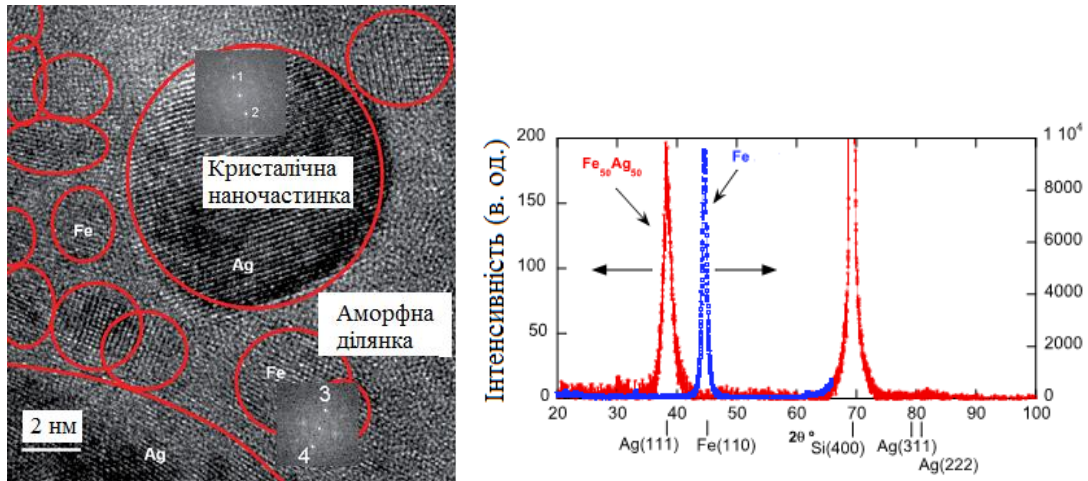 1
2
Кристалічна
наночастинка
Fe
Ag
Аморфна
ділянка
Fe
3
2 нм
4
Ag
Інтенсивність (в. од.)
200
150
100
50
0
Fe₅₀Ag₅₀
Fe
1 10⁴
8000
6000
4000
2000
0
20 30 40 50 60 70 80 90 100
2θ °
Ag(111) Fe(110) Si(400) Ag(311)
Ag(222)